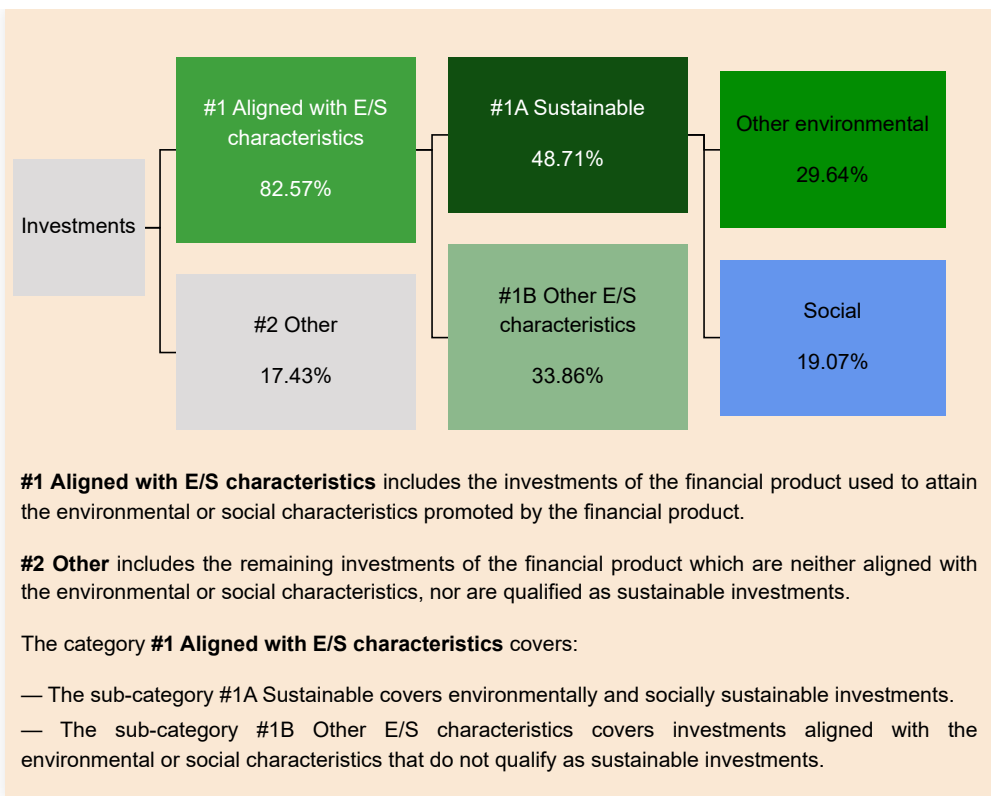 #1 Aligned with E/S
characteristics
82.57%
#1A Sustainable
48.71%
Other environmental
29.64%
Investments
#2 Other
17.43%
#1B Other E/S
characteristics
33.86%
Social
19.07%
#1 Aligned with E/S characteristics includes the investments of the financial product used to attain
the environmental or social characteristics promoted by the financial product.
#2 Other includes the remaining investments of the financial product which are neither aligned with
the environmental or social characteristics, nor are qualified as sustainable investments.
The category #1 Aligned with E/S characteristics covers:
— The sub-category #1A Sustainable covers environmentally and socially sustainable investments.
— The sub-category #1B Other E/S characteristics covers investments aligned with the
environmental or social characteristics that do not qualify as sustainable investments.